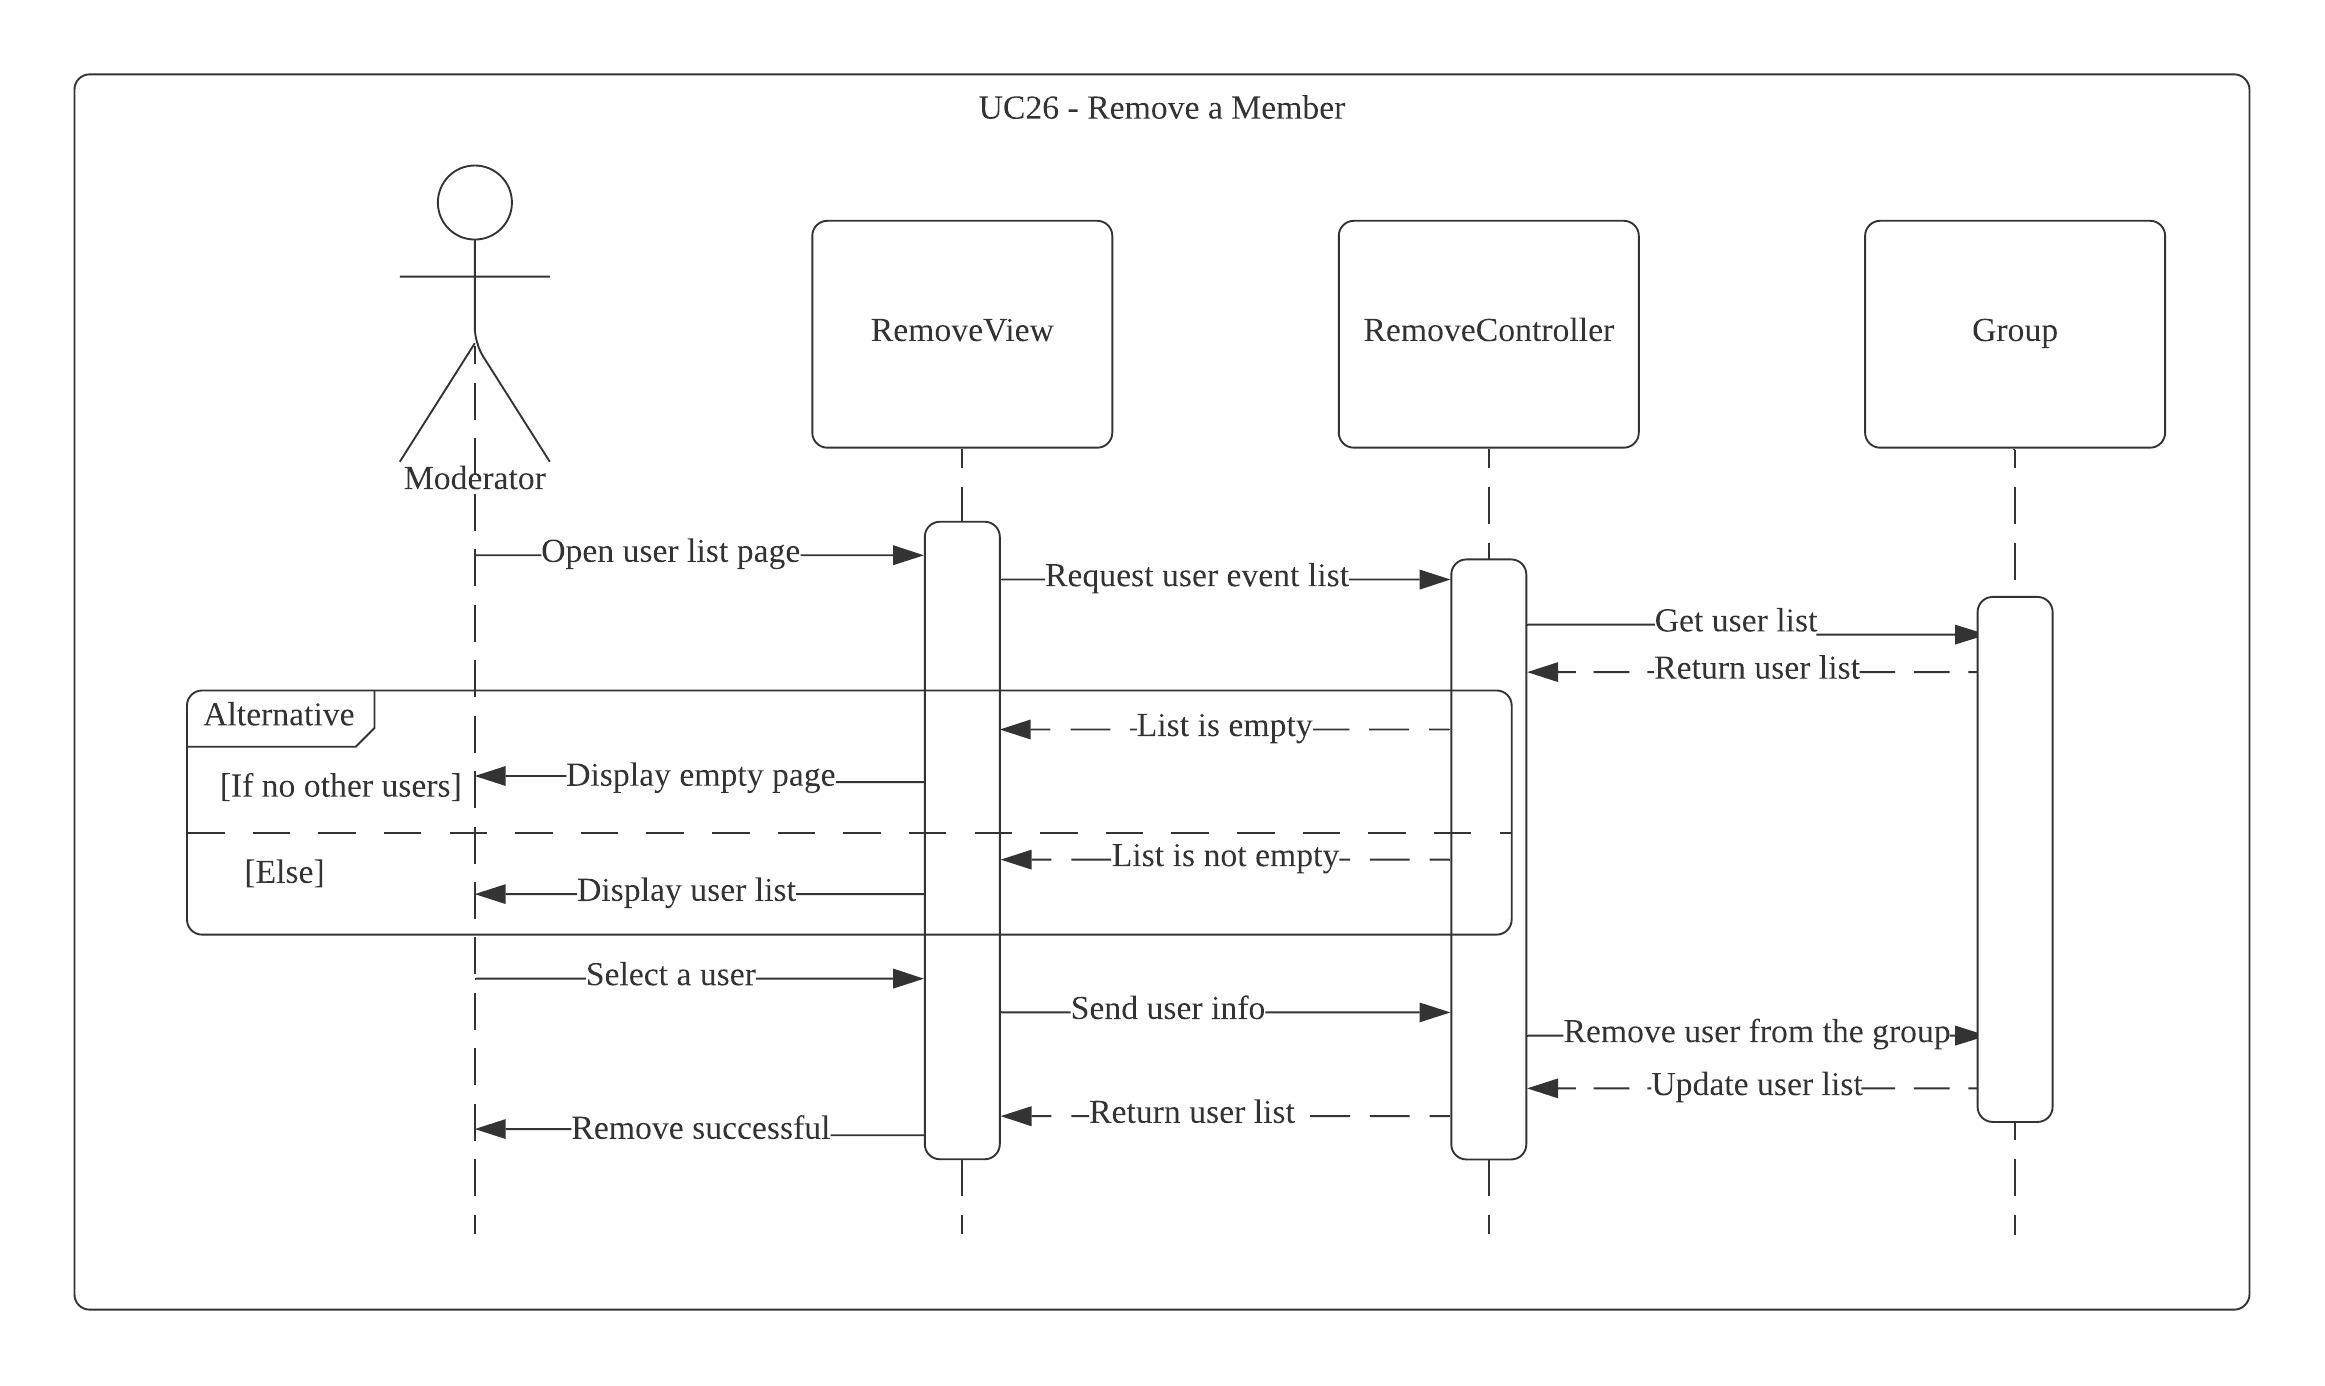 UC26 - Remove a Member
RemoveView
RemoveController
Group
Moderator
Open user list page
Request user event list
Get user list
Return user list
Alternative
List is empty
[If no other users]
Display empty page
List is not empty
[Else]
Display user list
Select a user
Send user info
Remove user from the group
Update user list
Return user list
Remove successful